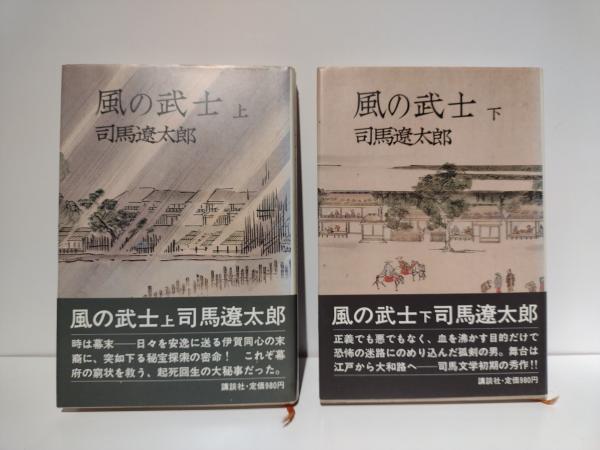 風の武士 上
司馬遼太郎
風の武士上司馬遼太郎
時は幕末――日々を安逸に送る伊賀同心の末
裔に、突如下る秘宝探索の密命！ これぞ幕
府の窮状を救う、起死回生の大秘事だった。
講談社・定価980円
風の武士 下
司馬遼太郎
風の武士下司馬遼太郎
正義でも悪でもなく、血を沸かす目的だけで
恐怖の迷路にのめり込んだ孤剣の男。舞台は
江戸から大和路へ――司馬文学初期の秀作!!
講談社・定価980円